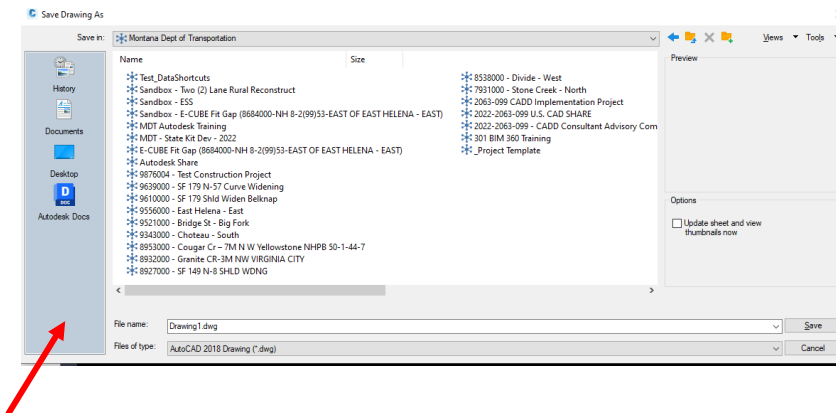 Save Drawing As
Save in:
Montana Dept of Transportation
Views
Tools
History
Documents
Desktop
Autodesk Docs
Name
Size
Test_DataShortcuts
Sandbox - Two (2) Lane Rural Reconstruct
Sandbox - ESS
Sandbox - E-CUBE Fit Gap (8684000-NH 8-2(99)53-EAST OF EAST HELENA - EAST)
MDT Autodesk Training
MDT - State Kit Dev - 2022
E-CUBE Fit Gap (8684000-NH 8-2(99)53-EAST OF EAST HELENA - EAST)
Autodesk Share
9876004 - Test Construction Project
9639000 - SF 179 N-57 Curve Widening
9610000 - SF 179 Shld Widen Belknap
9556000 - East Helena - East
9521000 - Bridge St - Big Fork
9343000 - Choteau - South
8953000 - Cougar Cr – 7M N W Yellowstone NHPB 50-1-44-7
8932000 - Granite CR-3M NW VIRGINIA CITY
8927000 - SF 149 N-8 SHLD WDNG
8538000 - Divide - West
7931000 - Stone Creek - North
2063-099 CADD Implementation Project
2022-2063-099 U.S. CAD SHARE
2022-2063-099 - CADD Consultant Advisory Com
301 BIM 360 Training
_Project Template
Preview
Options
Update sheet and view
thumbnails now
File name:
Drawing1.dwg
Save
Files of type:
AutoCAD 2018 Drawing (*.dwg)
Cancel